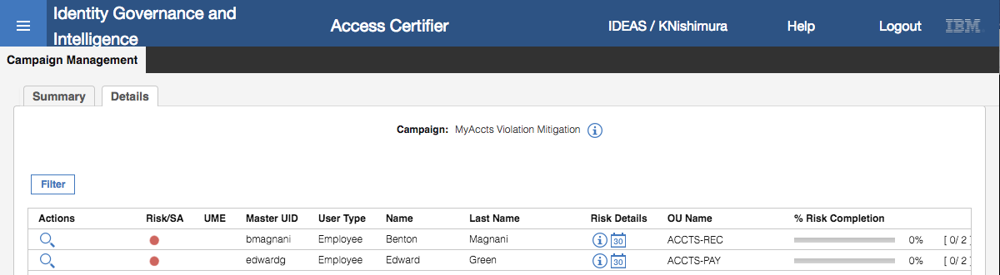 Identity Governance and
Intelligence
Access Certifier
IDEAS / KNishimura
Help
Logout
IBM
Campaign Management
Summary
Details
Campaign: MyAccts Violation Mitigation
Filter
Actions Risk/SA UME Master UID User Type Name Last Name Risk Details OU Name % Risk Completion
bmagnani Employee Benton Magnani 30 ACCTS-REC 0% [ 0/ 2 ]
edwardg Employee Edward Green 30 ACCTS-PAY 0% [ 0/ 2 ]